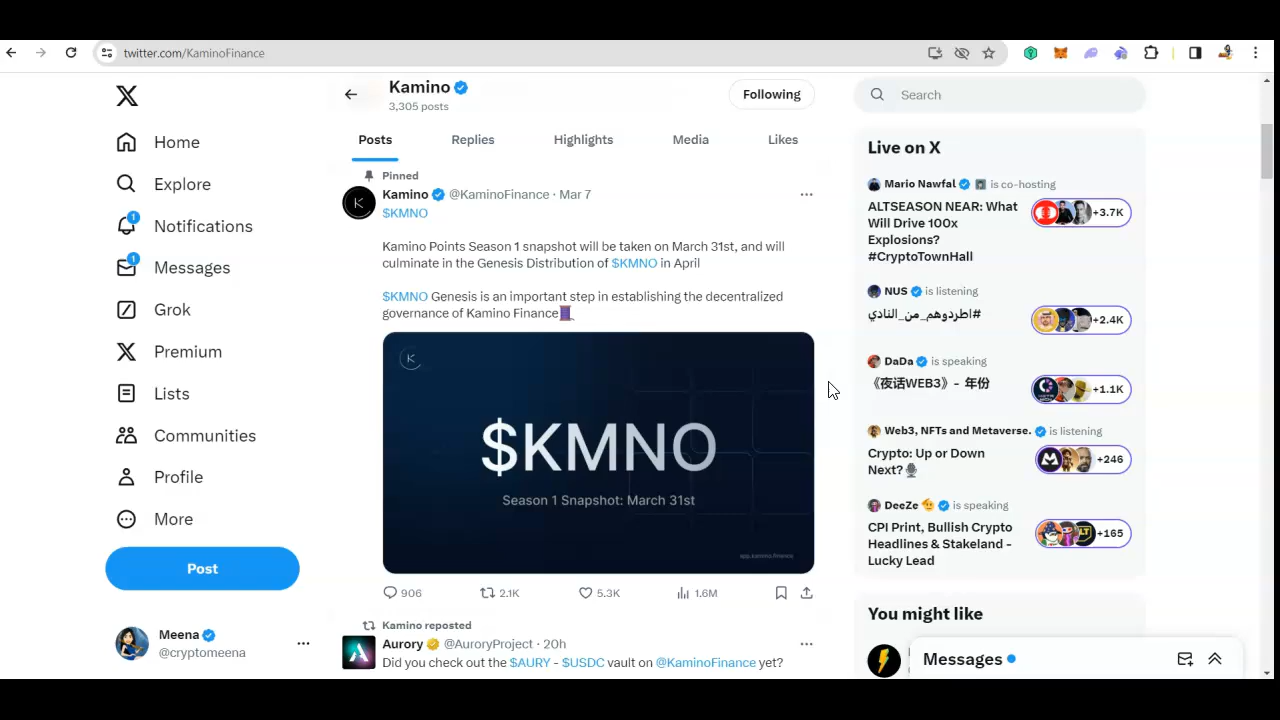 twitter.com/KaminoFinance
Kamino
3,305 posts
Following
Search
Home
Explore
1
Notifications
1
Messages
Grok
Premium
Lists
Communities
Profile
More
Post
Meena
@cryptomeena
Posts
Replies
Highlights
Media
Likes
Pinned
Kamino @KaminoFinance · Mar 7
$KMNO
Kamino Points Season 1 snapshot will be taken on March 31st, and will
culminate in the Genesis Distribution of $KMNO in April
$KMNO Genesis is an important step in establishing the decentralized
governance of Kamino Finance
K
$KMNO
Season 1 Snapshot: March 31st
app.kamino.finance
906
2.1K
5.3K
1.6M
Kamino reposted
Aurory @AuroryProject · 20h
Did you check out the $AURY - $USDC vault on @KaminoFinance yet?
Live on X
Mario Nawfal is co-hosting
ALTSEASON NEAR: What
Will Drive 100x
Explosions?
#CryptoTownHall
+3.7K
NUS is listening
#اطردوهم_من_النادي
+2.4K
DaDa is speaking
《夜话WEB3》- 年份
+1.1K
Web3, NFTs and Metaverse. is listening
Crypto: Up or Down
Next?
+246
DeeZe is speaking
CPI Print, Bullish Crypto
Headlines & Stakeland -
Lucky Lead
+165
You might like
Messages